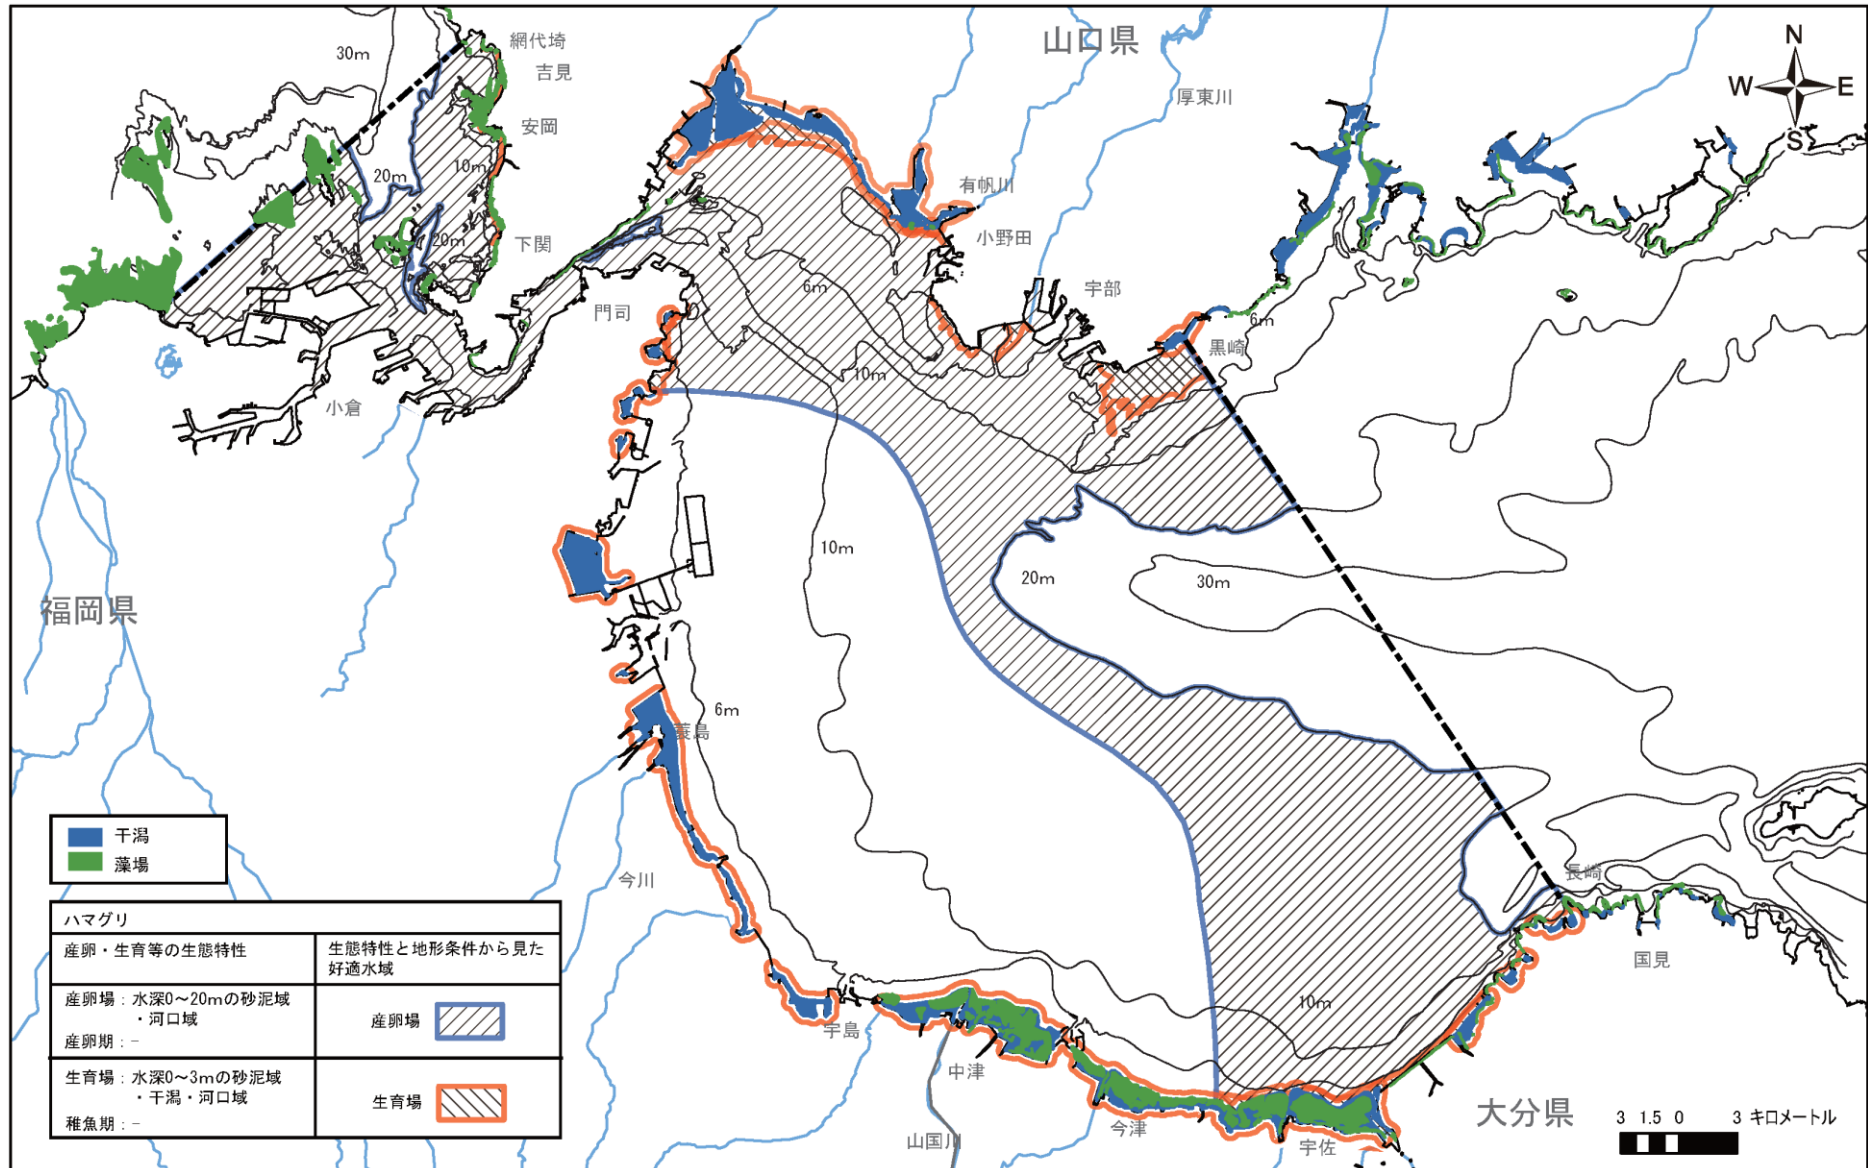 網代埼
吉見
安岡
下関
門司
小倉
30m
20m
10m
20m
山口県
厚東川
有帆川
小野田
宇部
黒崎
6m
6m
10m
10m
20m
30m
福岡県
6m
蓑島
今川
宇島
中津
山国川
今津
宇佐
10m
長崎
国見
大分県
N
W
E
S
3 1.5 0 3 キロメートル
干潟
藻場
ハマグリ
産卵・生育等の生態特性
生態特性と地形条件から見た
好適水域
産卵場：水深0～20mの砂泥域
・河口域
産卵期：－
産卵場
生育場：水深0～3mの砂泥域
・干潟・河口域
稚魚期：－
生育場